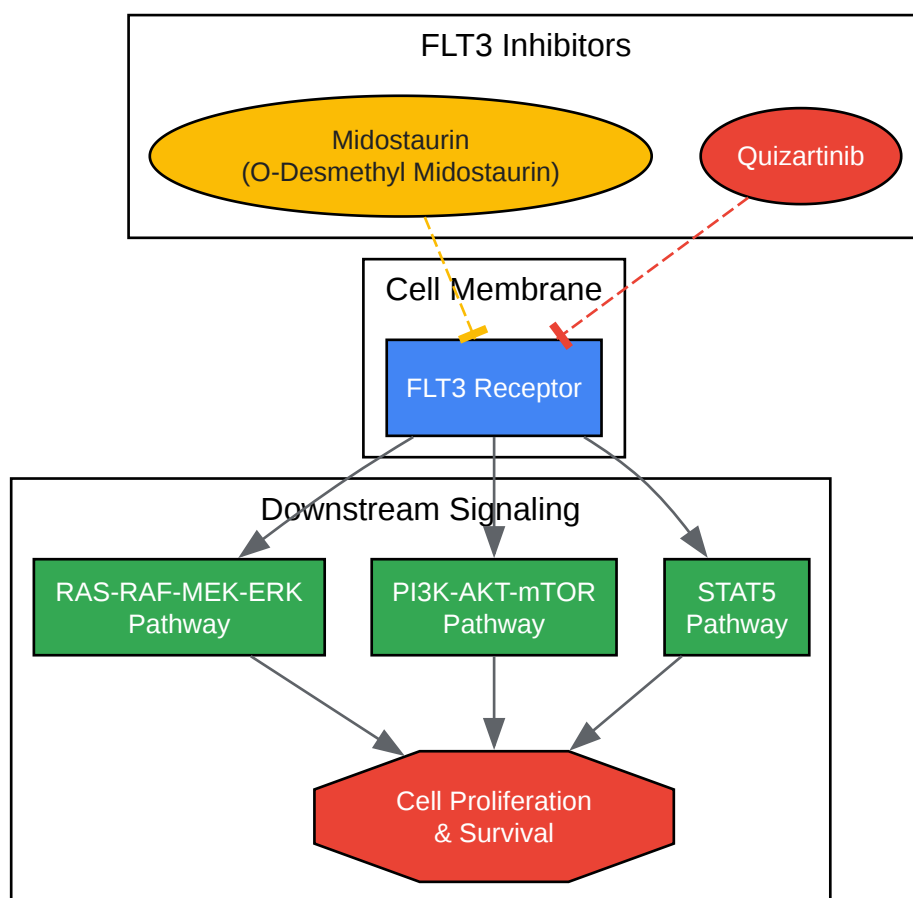 FLT3 Inhibitors
Midostaurin
(O-Desmethyl Midostaurin)
Quizartinib
Cell Membrane
FLT3 Receptor
Downstream Signaling
RAS-RAF-MEK-ERK
Pathway
PI3K-AKT-mTOR
Pathway
STAT5
Pathway
Cell Proliferation
& Survival